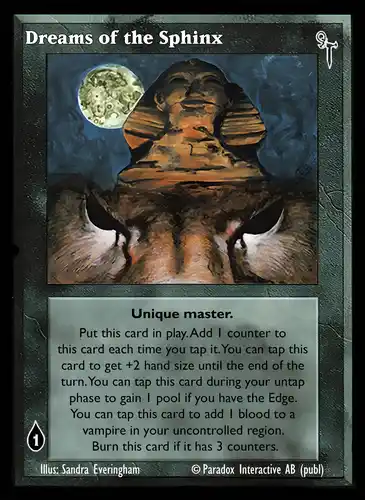 Dreams of the Sphinx
Unique master.
Put this card in play. Add 1 counter to
this card each time you tap it. You can tap this
card to get +2 hand size until the end of the
turn. You can tap this card during your untap
phase to gain 1 pool if you have the Edge.
You can tap this card to add 1 blood to a
vampire in your uncontrolled region.
Burn this card if it has 3 counters.
1
Illus: Sandra Everingham © Paradox Interactive AB (publ)